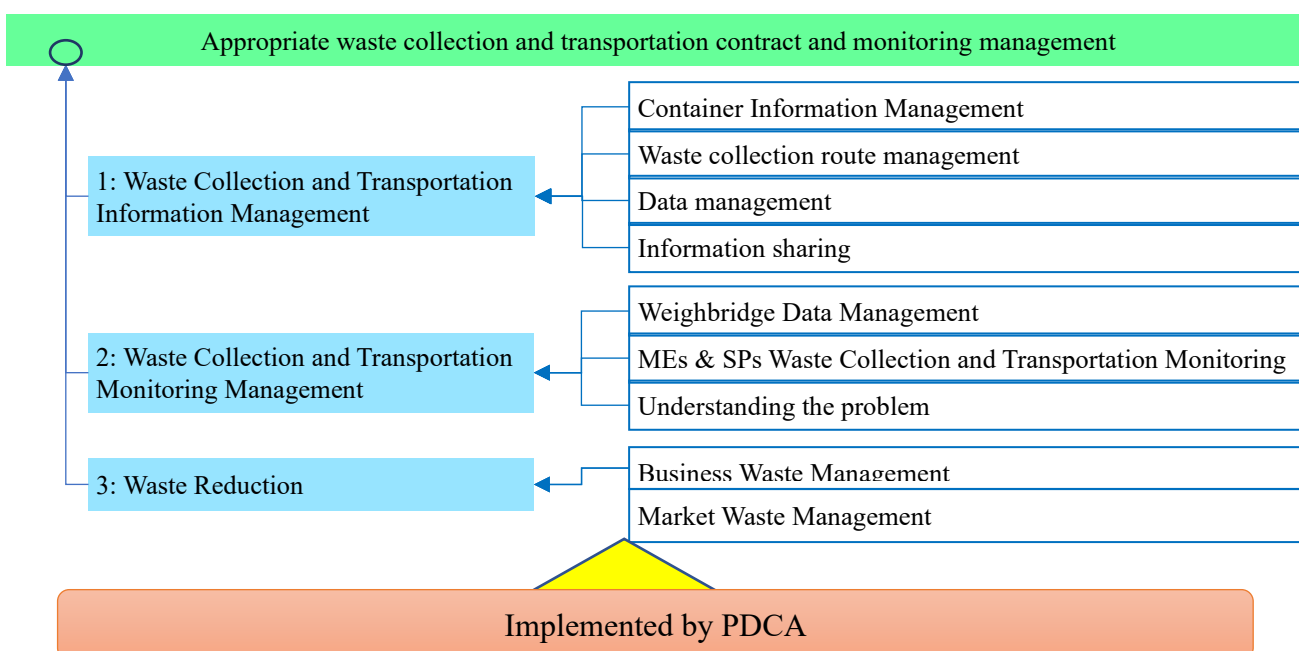 Appropriate waste collection and transportation contract and monitoring management
Container Information Management
Waste collection route management
1: Waste Collection and Transportation
Information Management
Data management
Information sharing
Weighbridge Data Management
2: Waste Collection and Transportation
Monitoring Management
MEs & SPs Waste Collection and Transportation Monitoring
Understanding the problem
3: Waste Reduction
Business Waste Management
Market Waste Management
Implemented by PDCA